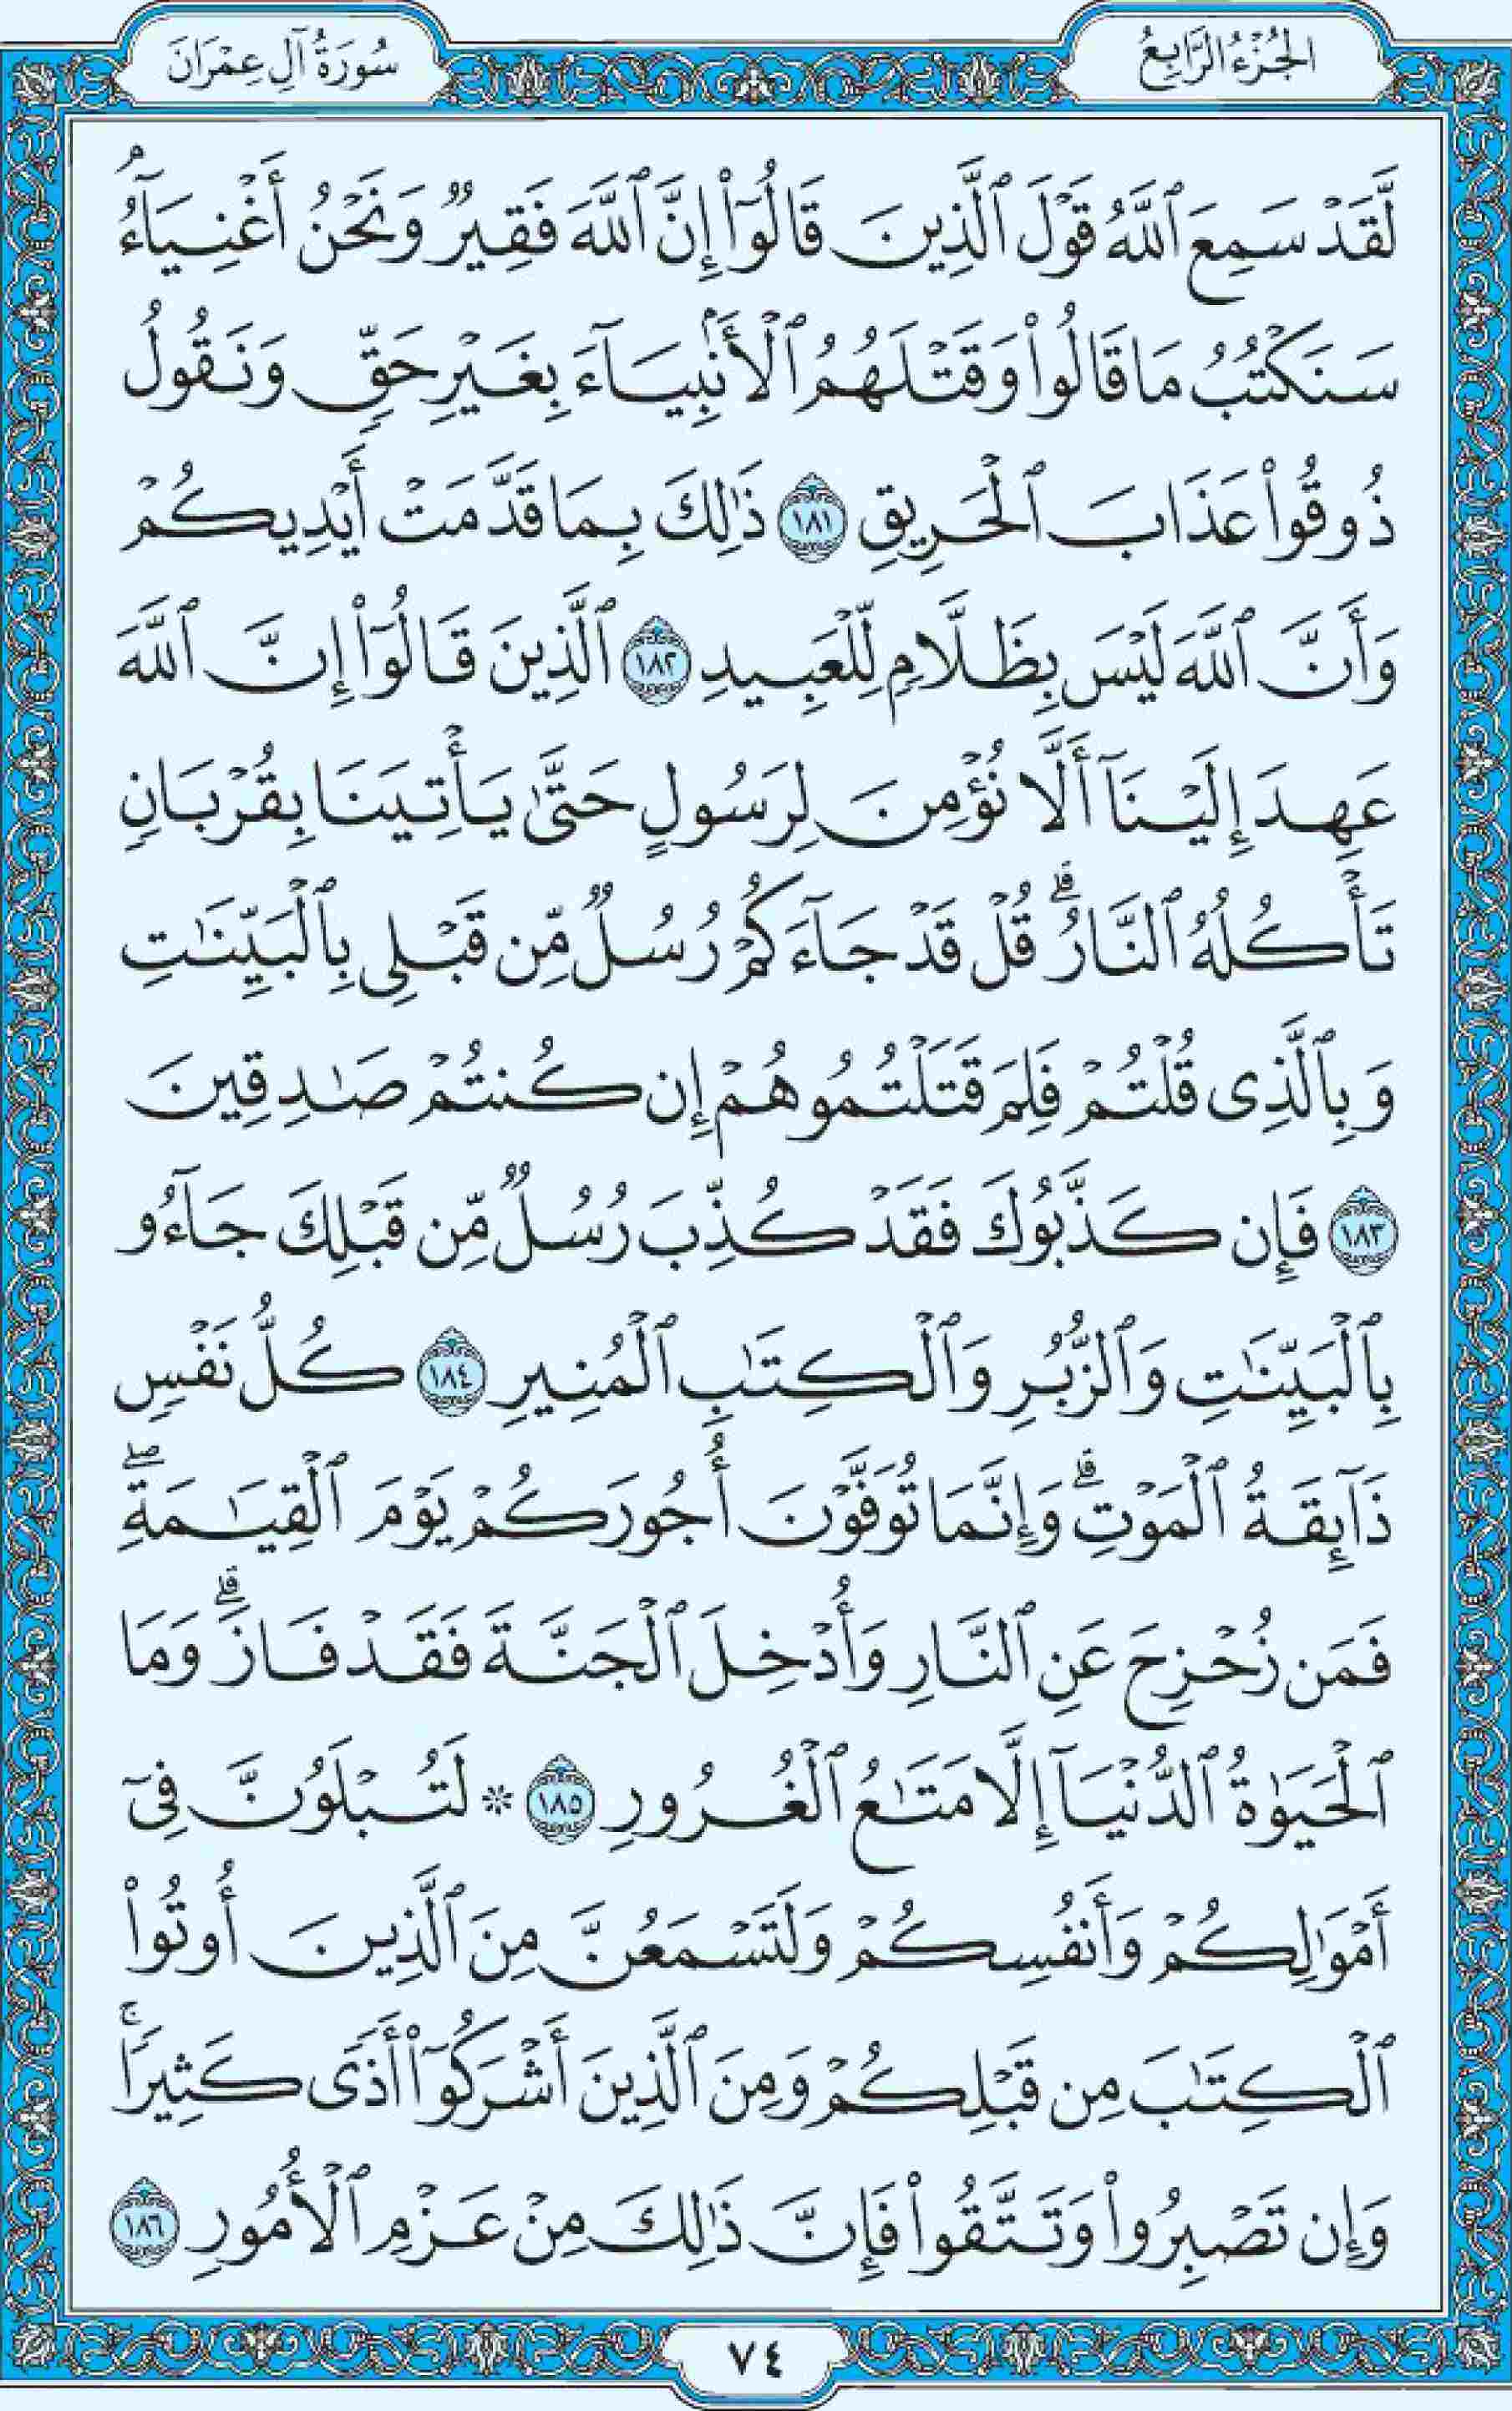 الجُزْءُ الرَّابِعُ
سُورَةُ آلِ عِمْرَانَ
لَّقَدْ سَمِعَ ٱللَّهُ قَوْلَ ٱلَّذِينَ قَالُوٓا۟ إِنَّ ٱللَّهَ فَقِيرٌ وَنَحْنُ أَغْنِيَآءُ ۘ
سَنَكْتُبُ مَا قَالُوا۟ وَقَتْلَهُمُ ٱلْأَنۢبِيَآءَ بِغَيْرِ حَقٍّ وَنَقُولُ
ذُوقُوا۟ عَذَابَ ٱلْحَرِيقِ ١٨١ ذَٰلِكَ بِمَا قَدَّمَتْ أَيْدِيكُمْ
وَأَنَّ ٱللَّهَ لَيْسَ بِظَلَّامٍ لِّلْعَبِيدِ ١٨٢ ٱلَّذِينَ قَالُوٓا۟ إِنَّ ٱللَّهَ
عَهِدَ إِلَيْنَآ أَلَّا نُؤْمِنَ لِرَسُولٍ حَتَّىٰ يَأْتِيَنَا بِقُرْبَانٍ
تَأْكُلُهُ ٱلنَّارُ ۗ قُلْ قَدْ جَآءَكُمْ رُسُلٌ مِّن قَبْلِى بِٱلْبَيِّنَٰتِ
وَبِٱلَّذِى قُلْتُمْ فَلِمَ قَتَلْتُمُوهُمْ إِن كُنتُمْ صَٰدِقِينَ
١٨٣ فَإِن كَذَّبُوكَ فَقَدْ كُذِّبَ رُسُلٌ مِّن قَبْلِكَ جَآءُو
بِٱلْبَيِّنَٰتِ وَٱلزُّبُرِ وَٱلْكِتَٰبِ ٱلْمُنِيرِ ١٨٤ كُلُّ نَفْسٍ
ذَآئِقَةُ ٱلْمَوْتِ ۗ وَإِنَّمَا تُوَفَّوْنَ أُجُورَكُمْ يَوْمَ ٱلْقِيَٰمَةِ ۖ
فَمَن زُحْزِحَ عَنِ ٱلنَّارِ وَأُدْخِلَ ٱلْجَنَّةَ فَقَدْ فَازَ ۗ وَمَا
ٱلْحَيَوٰةُ ٱلدُّنْيَآ إِلَّا مَتَٰعُ ٱلْغُرُورِ ١٨٥ ۞ لَتُبْلَوُنَّ فِىٓ
أَمْوَٰلِكُمْ وَأَنفُسِكُمْ وَلَتَسْمَعُنَّ مِنَ ٱلَّذِينَ أُوتُوا۟
ٱلْكِتَٰبَ مِن قَبْلِكُمْ وَمِنَ ٱلَّذِينَ أَشْرَكُوٓا۟ أَذًى كَثِيرًا ۚ
وَإِن تَصْبِرُوا۟ وَتَتَّقُوا۟ فَإِنَّ ذَٰلِكَ مِنْ عَزْمِ ٱلْأُمُورِ ١٨٦
٧٤